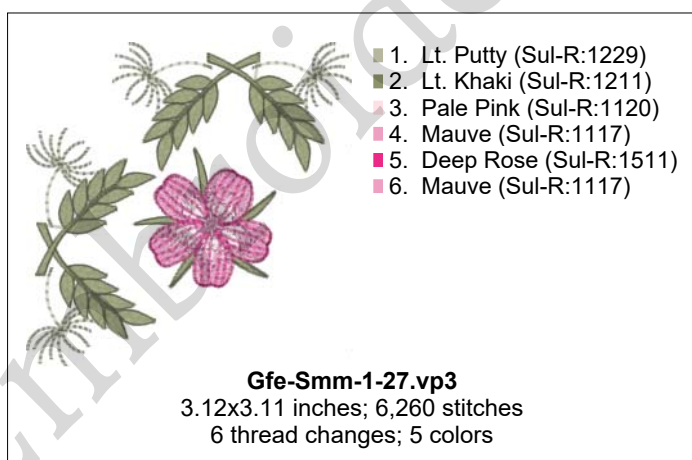 1. Lt. Putty (Sul-R:1229)
2. Lt. Khaki (Sul-R:1211)
3. Pale Pink (Sul-R:1120)
4. Mauve (Sul-R:1117)
5. Deep Rose (Sul-R:1511)
6. Mauve (Sul-R:1117)
Gfe-Smm-1-27.vp3
3.12x3.11 inches; 6,260 stitches
6 thread changes; 5 colors